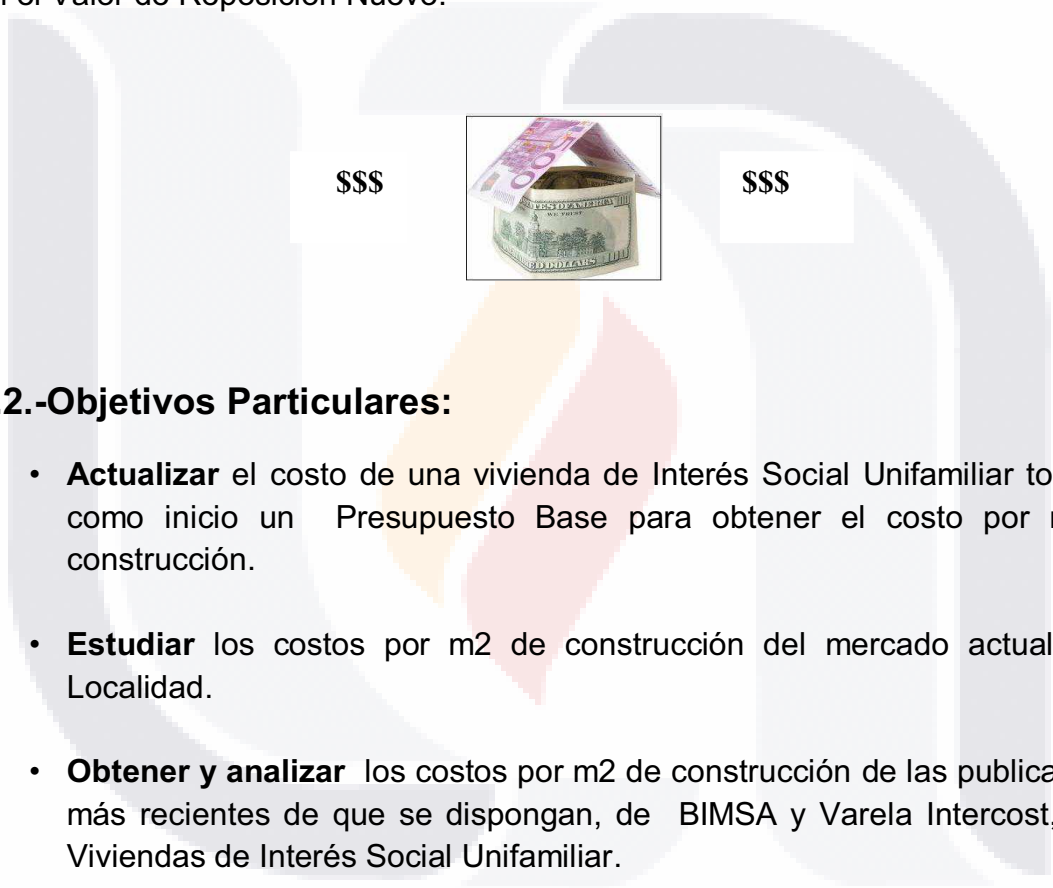 el Valor de Reposición Nuevo.
$$$ $$$
2.-Objetivos Particulares:
• Actualizar el costo de una vivienda de Interés Social Unifamiliar to
como inicio un Presupuesto Base para obtener el costo por
construcción.
• Estudiar los costos por m2 de construcción del mercado actual
Localidad.
• Obtener y analizar los costos por m2 de construcción de las publica
más recientes de que se dispongan, de BIMSA y Varela Intercost,
Viviendas de Interés Social Unifamiliar.